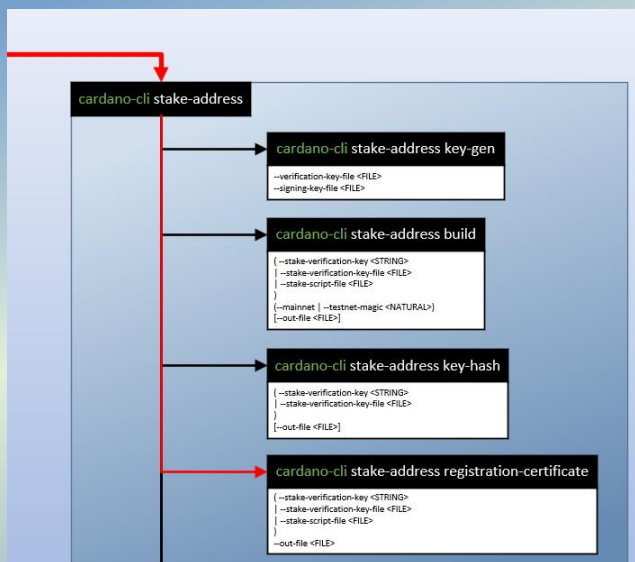 cardano-cli stake-address
cardano-cli stake-address key-gen
--verification-key-file <FILE>
--signing-key-file <FILE>
cardano-cli stake-address build
( --stake-verification-key <STRING>
| --stake-verification-key-file <FILE>
| --stake-script-file <FILE>
)
(--mainnet | --testnet-magic <NATURAL>)
[--out-file <FILE>]
cardano-cli stake-address key-hash
( --stake-verification-key <STRING>
| --stake-verification-key-file <FILE>
)
[--out-file <FILE>]
cardano-cli stake-address registration-certificate
( --stake-verification-key <STRING>
| --stake-verification-key-file <FILE>
| --stake-script-file <FILE>
)
--out-file <FILE>